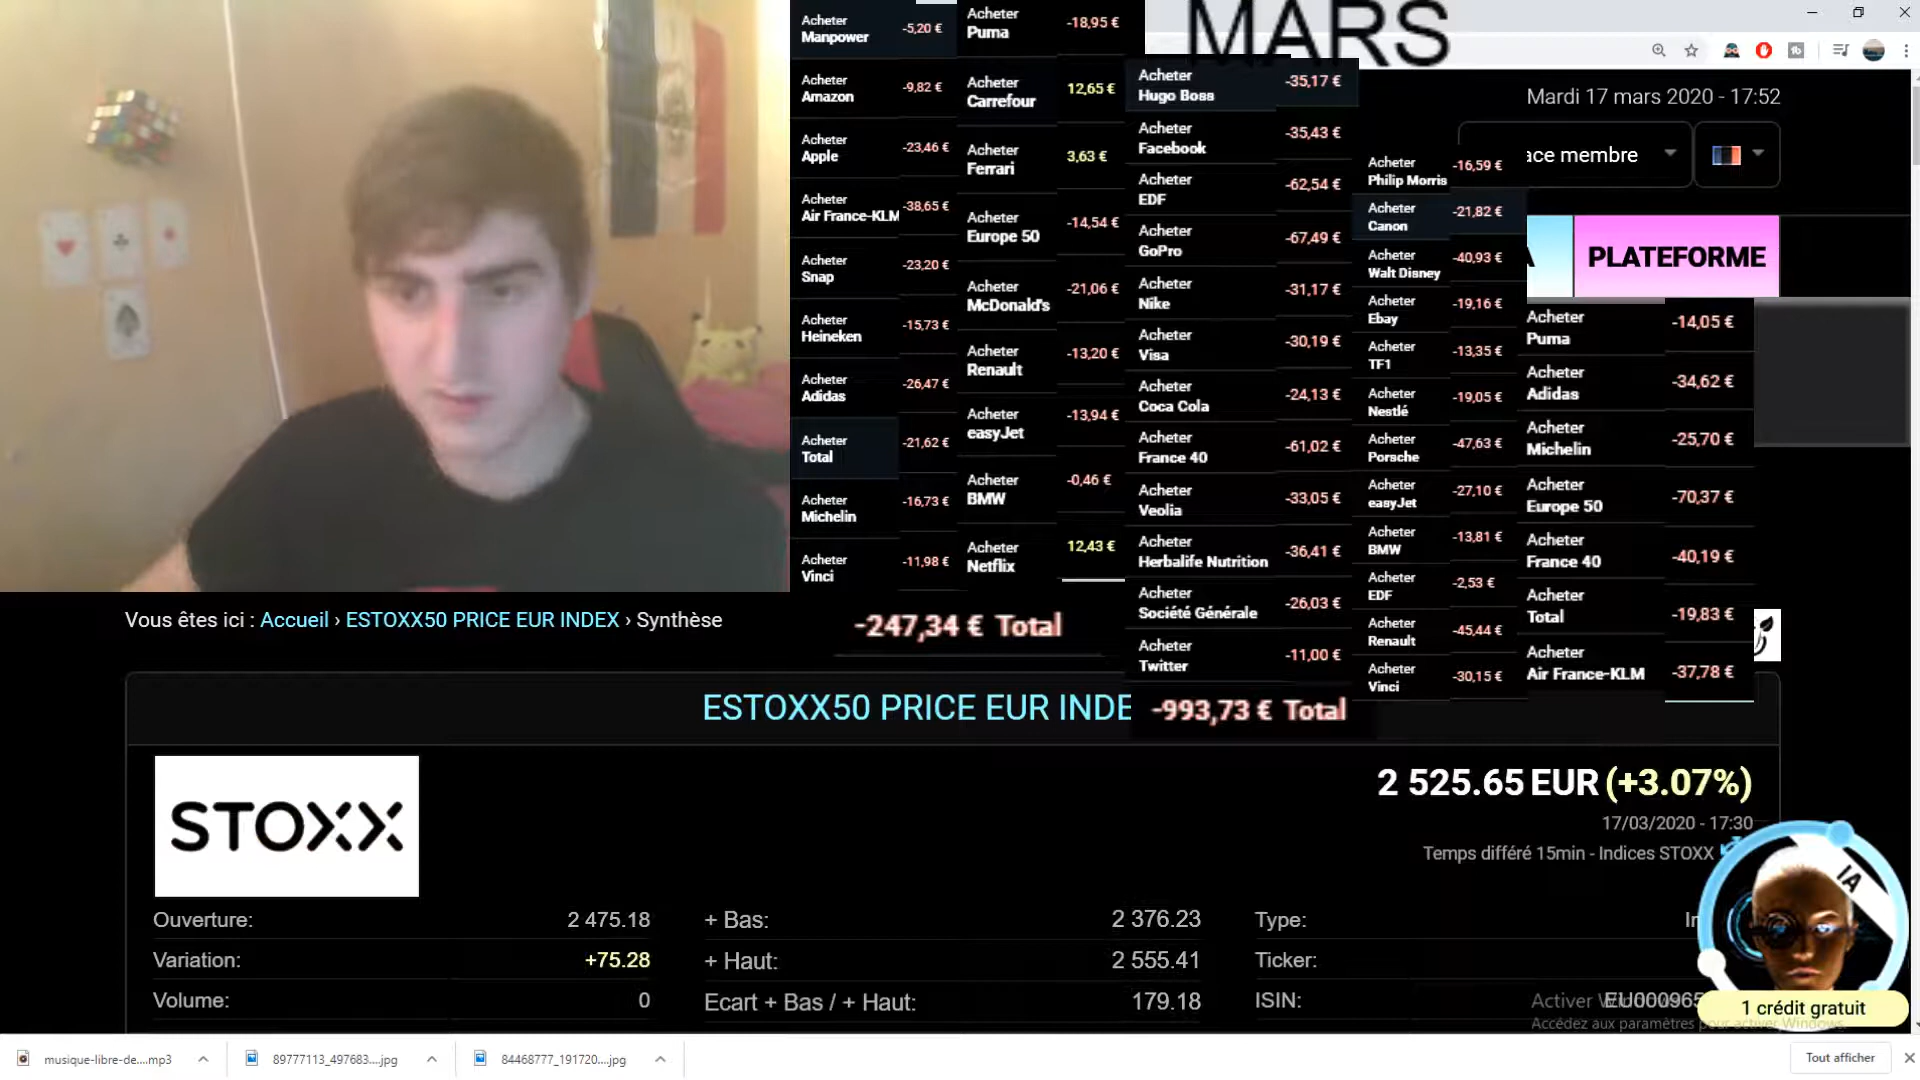 MARS
Acheter
Manpower
-5,20 €
Acheter
Amazon
-9,82 €
Acheter
Apple
-23,46 €
Acheter
Air France-KLM
-38,65 €
Acheter
Snap
-23,20 €
Acheter
Heineken
-15,73 €
Acheter
Adidas
-26,47 €
Acheter
Total
-21,62 €
Acheter
Michelin
-16,73 €
Acheter
Vinci
-11,98 €
Acheter
Puma
-18,95 €
Acheter
Carrefour
12,65 €
Acheter
Ferrari
3,63 €
Acheter
Europe 50
-14,54 €
Acheter
McDonald's
-21,06 €
Acheter
Renault
-13,20 €
Acheter
easyJet
-13,94 €
Acheter
BMW
-0,46 €
Acheter
Netflix
12,43 €
-247,34 € Total
Acheter
Hugo Boss
-35,17 €
Acheter
Facebook
-35,43 €
Acheter
EDF
-62,54 €
Acheter
GoPro
-67,49 €
Acheter
Nike
-31,17 €
Acheter
Visa
-30,19 €
Acheter
Coca Cola
-24,13 €
Acheter
France 40
-61,02 €
Acheter
Veolia
-33,05 €
Acheter
Herbalife Nutrition
-36,41 €
Acheter
Société Générale
-26,03 €
Acheter
Twitter
-11,00 €
-993,73 € Total
Acheter
Philip Morris
-16,59 €
Acheter
Canon
-21,82 €
Acheter
Walt Disney
-40,93 €
Acheter
Ebay
-19,16 €
Acheter
TF1
-13,35 €
Acheter
Nestlé
-19,05 €
Acheter
Porsche
-47,63 €
Acheter
easyJet
-27,10 €
Acheter
BMW
-13,81 €
Acheter
EDF
-2,53 €
Acheter
Renault
-45,44 €
Acheter
Vinci
-30,15 €
Acheter
Puma
-14,05 €
Acheter
Adidas
-34,62 €
Acheter
Michelin
-25,70 €
Acheter
Europe 50
-70,37 €
Acheter
France 40
-40,19 €
Acheter
Total
-19,83 €
Acheter
Air France-KLM
-37,78 €
Mardi 17 mars 2020 - 17:52
ace membre
A
PLATEFORME
Vous êtes ici : Accueil › ESTOXX50 PRICE EUR INDEX › Synthèse
ESTOXX50 PRICE EUR INDE
STOXX
2 525.65 EUR (+3.07%)
17/03/2020 - 17:30
Temps différé 15min - Indices STOXX
IA
Ouverture: 2 475.18
Variation: +75.28
Volume: 0
+ Bas: 2 376.23
+ Haut: 2 555.41
Ecart + Bas / + Haut: 179.18
Type: In
Ticker:
ISIN: EU000965
1 crédit gratuit
Activer Windows
Accédez aux paramètres pour activer Windows.
musique-libre-de....mp3
89777113_497683....jpg
84468777_191720....jpg
Tout afficher